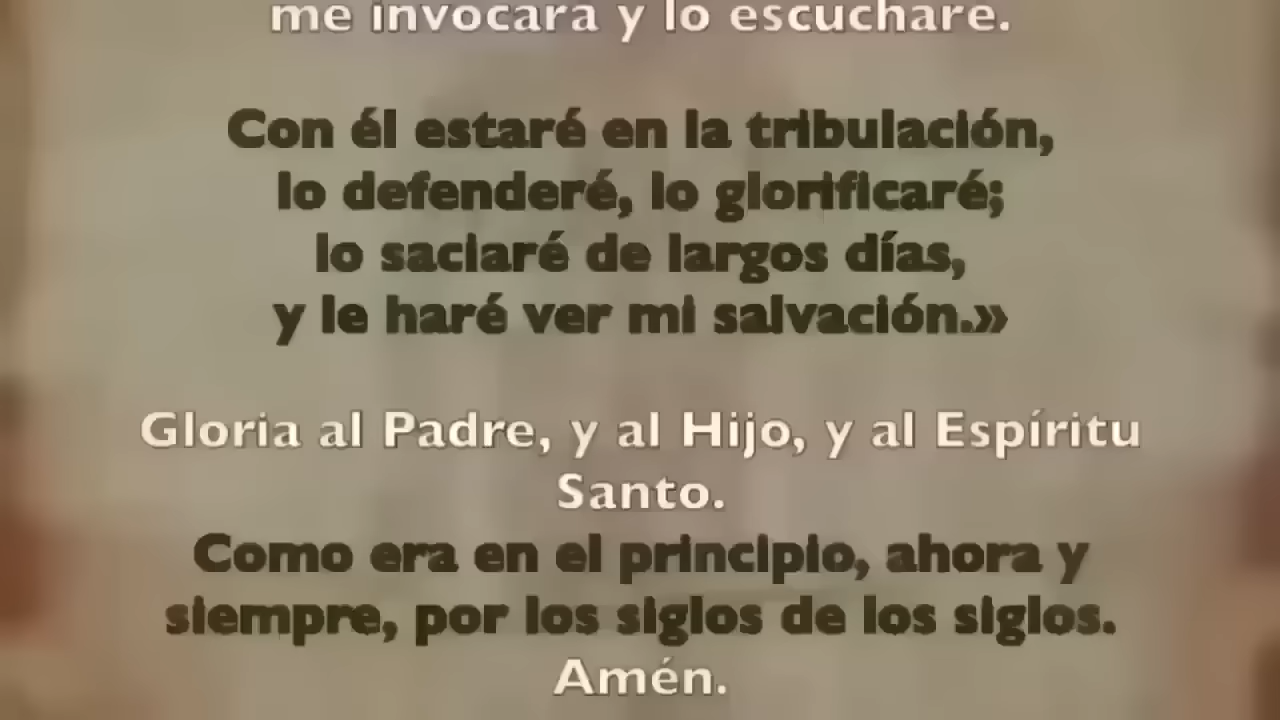 me invocará y lo escucharé.
Con él estaré en la tribulación,
lo defenderé, lo glorificaré;
lo saciaré de largos días,
y le haré ver mi salvación.»
Gloria al Padre, y al Hijo, y al Espíritu
Santo.
Como era en el principio, ahora y
siempre, por los siglos de los siglos.
Amén.